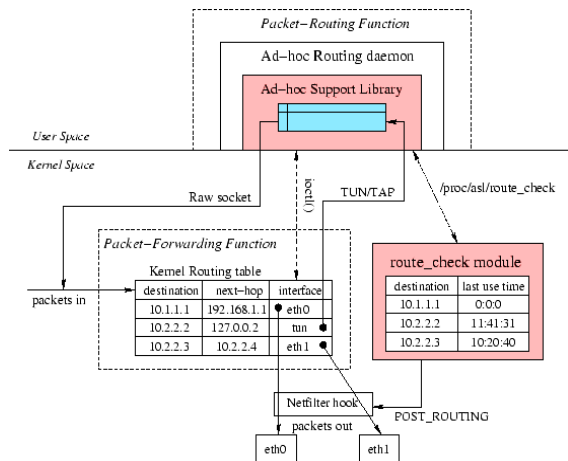 Packet-Routing Function
Ad-hoc Routing daemon
Ad-hoc Support Library
User Space
Kernel Space
Raw socket
ioctl()
TUN/TAP
/proc/asl/route_check
Packet-Forwarding Function
Kernel Routing table
destination next-hop interface
10.1.1.1 192.168.1.1 eth0
10.2.2.2 127.0.0.2 tun
10.2.2.3 10.2.2.4 eth1
packets in
route_check module
destination last use time
10.1.1.1 0:0:0
10.2.2.2 11:41:31
10.2.2.3 10:20:40
Netfilter hook
POST_ROUTING
packets out
eth0
eth1